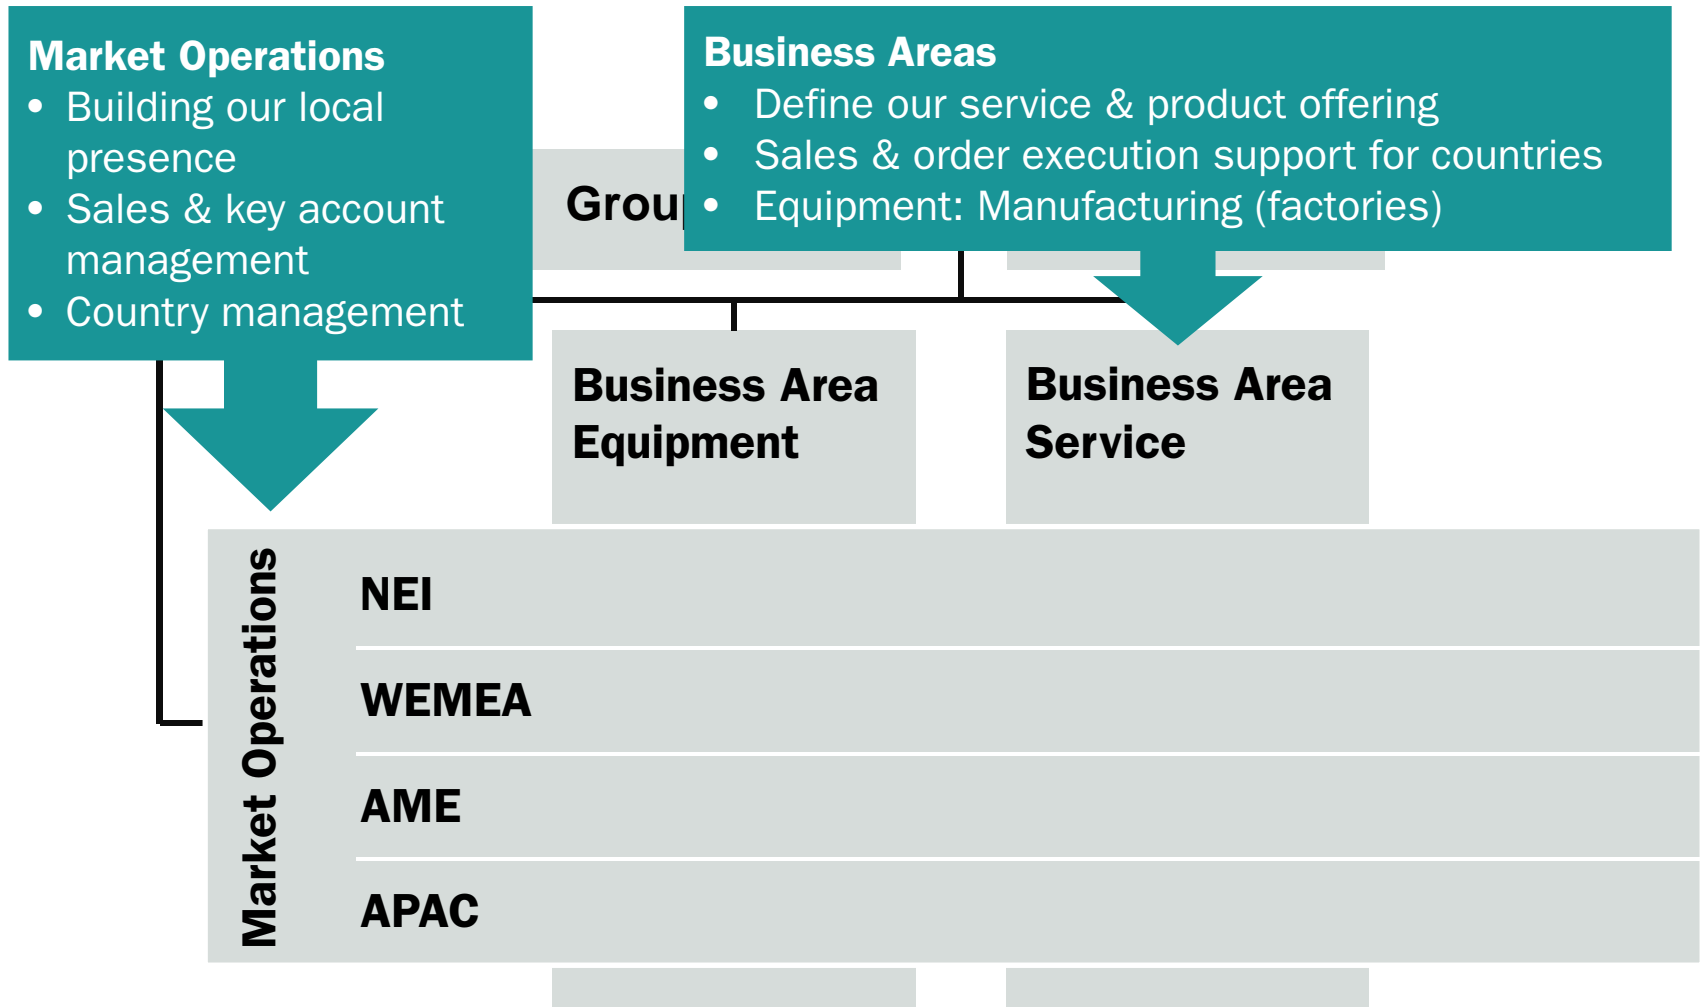 Market Operations
• Building our local
presence
• Sales & key account
management
• Country management
Business Areas
• Define our service & product offering
• Sales & order execution support for countries
• Equipment: Manufacturing (factories)
Business Area
Equipment
Business Area
Service
Market Operations
NEI
WEMEA
AME
APAC